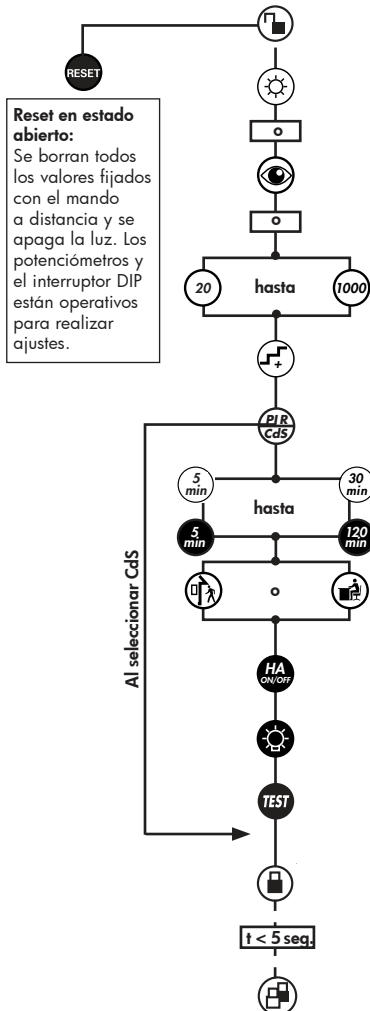 RESET
Reset en estado
abierto:
Se borran todos
los valores fijados
con el mando
a distancia y se
apaga la luz. Los
potenciómetros y
el interruptor DIP
están operativos
para realizar
ajustes.
o
o
20 hasta 1000
+
PIR
CdS
5
min
30
min
hasta
5
min
120
min
Al seleccionar CdS
o
HA
ON/OFF
TEST
t < 5 seg.